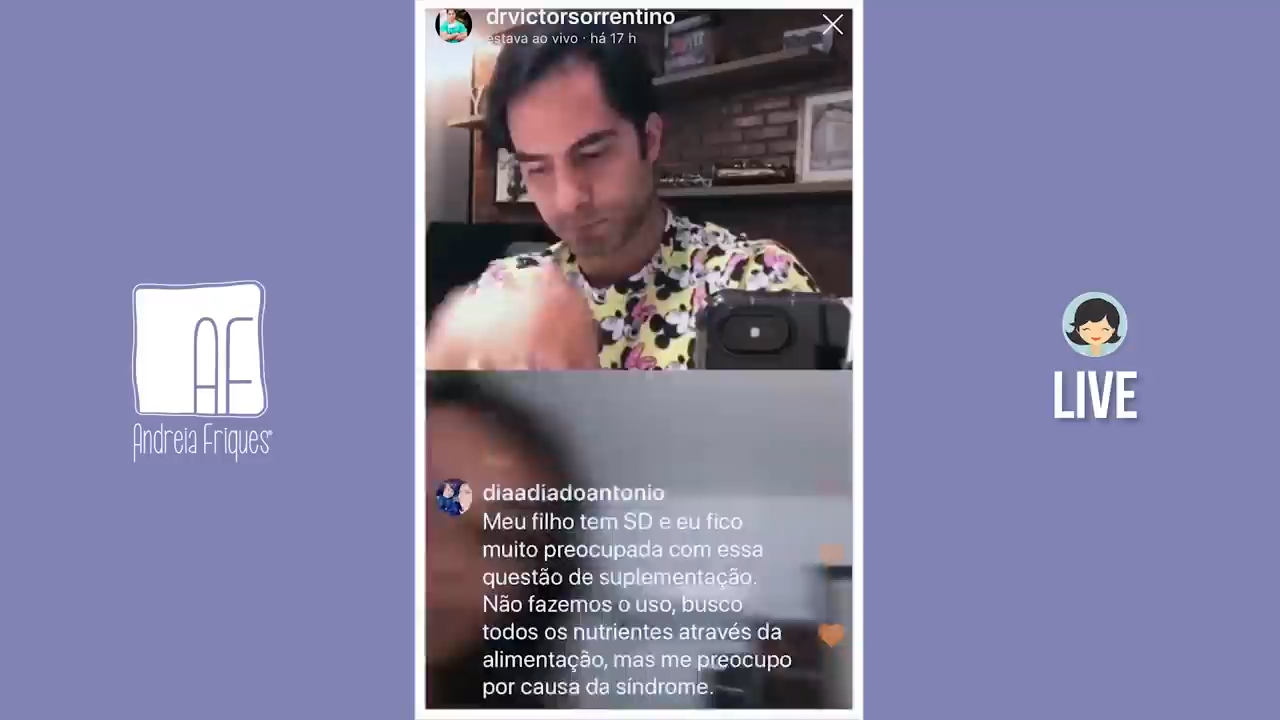 drvictorsorrentino
estava ao vivo · há 17 h
AF
Andreia Friques
LIVE
diaadiadoantonio
Meu filho tem SD e eu fico
muito preocupada com essa
questão de suplementação.
Não fazemos o uso, busco
todos os nutrientes através da
alimentação, mas me preocupo
por causa da síndrome.